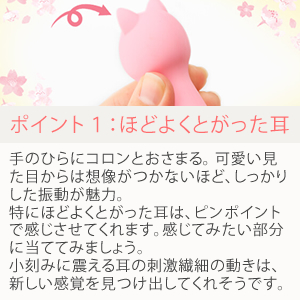 ポイント1：ほどよくとがった耳
手のひらにコロンとおさまる。可愛い見
た目からは想像がつかないほど、しっかり
した振動が魅力。
特にほどよくとがった耳は、ピンポイント
で感じさせてくれます。感じてみたい部分
に当ててみましょう。
小刻みに震える耳の刺激繊細の動きは、
新しい感覚を見つけ出してくれそうです。